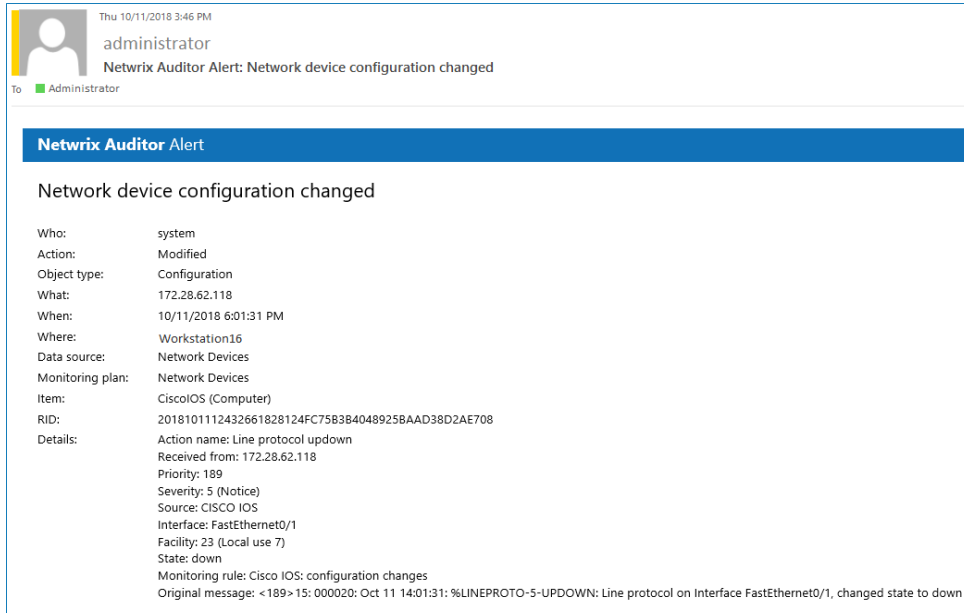 Thu 10/11/2018 3:46 PM
administrator
Netwrix Auditor Alert: Network device configuration changed
To Administrator
Netwrix Auditor Alert
Network device configuration changed
Who: system
Action: Modified
Object type: Configuration
What: 172.28.62.118
When: 10/11/2018 6:01:31 PM
Where: Workstation16
Data source: Network Devices
Monitoring plan: Network Devices
Item: CiscoIOS (Computer)
RID: 2018101112432661828124FC75B3B4048925BAAD38D2AE708
Details: Action name: Line protocol updown
Received from: 172.28.62.118
Priority: 189
Severity: 5 (Notice)
Source: CISCO IOS
Interface: FastEthernet0/1
Facility: 23 (Local use 7)
State: down
Monitoring rule: Cisco IOS: configuration changes
Original message: <189>15: 000020: Oct 11 14:01:31: %LINEPROTO-5-UPDOWN: Line protocol on Interface FastEthernet0/1, changed state to down